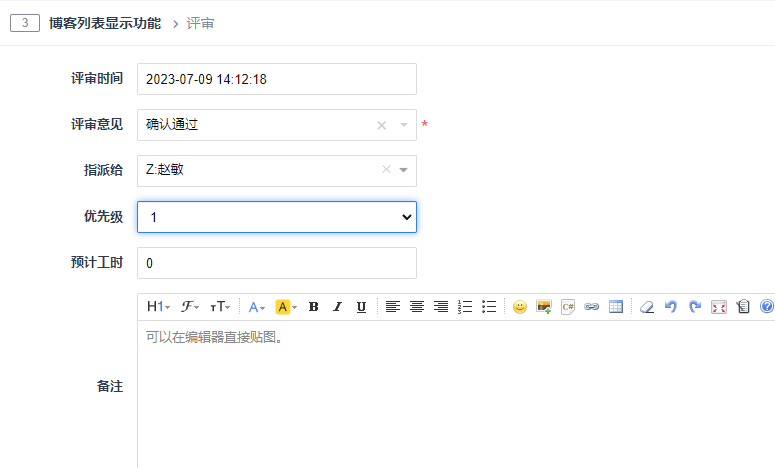 3 博客列表显示功能 > 评审
评审时间 2023-07-09 14:12:18
评审意见 确认通过 × *
指派给 Z:赵敏 ×
优先级 1
预计工时 0
H1 ℱ тT A A B I U C#
可以在编辑器直接贴图。
备注